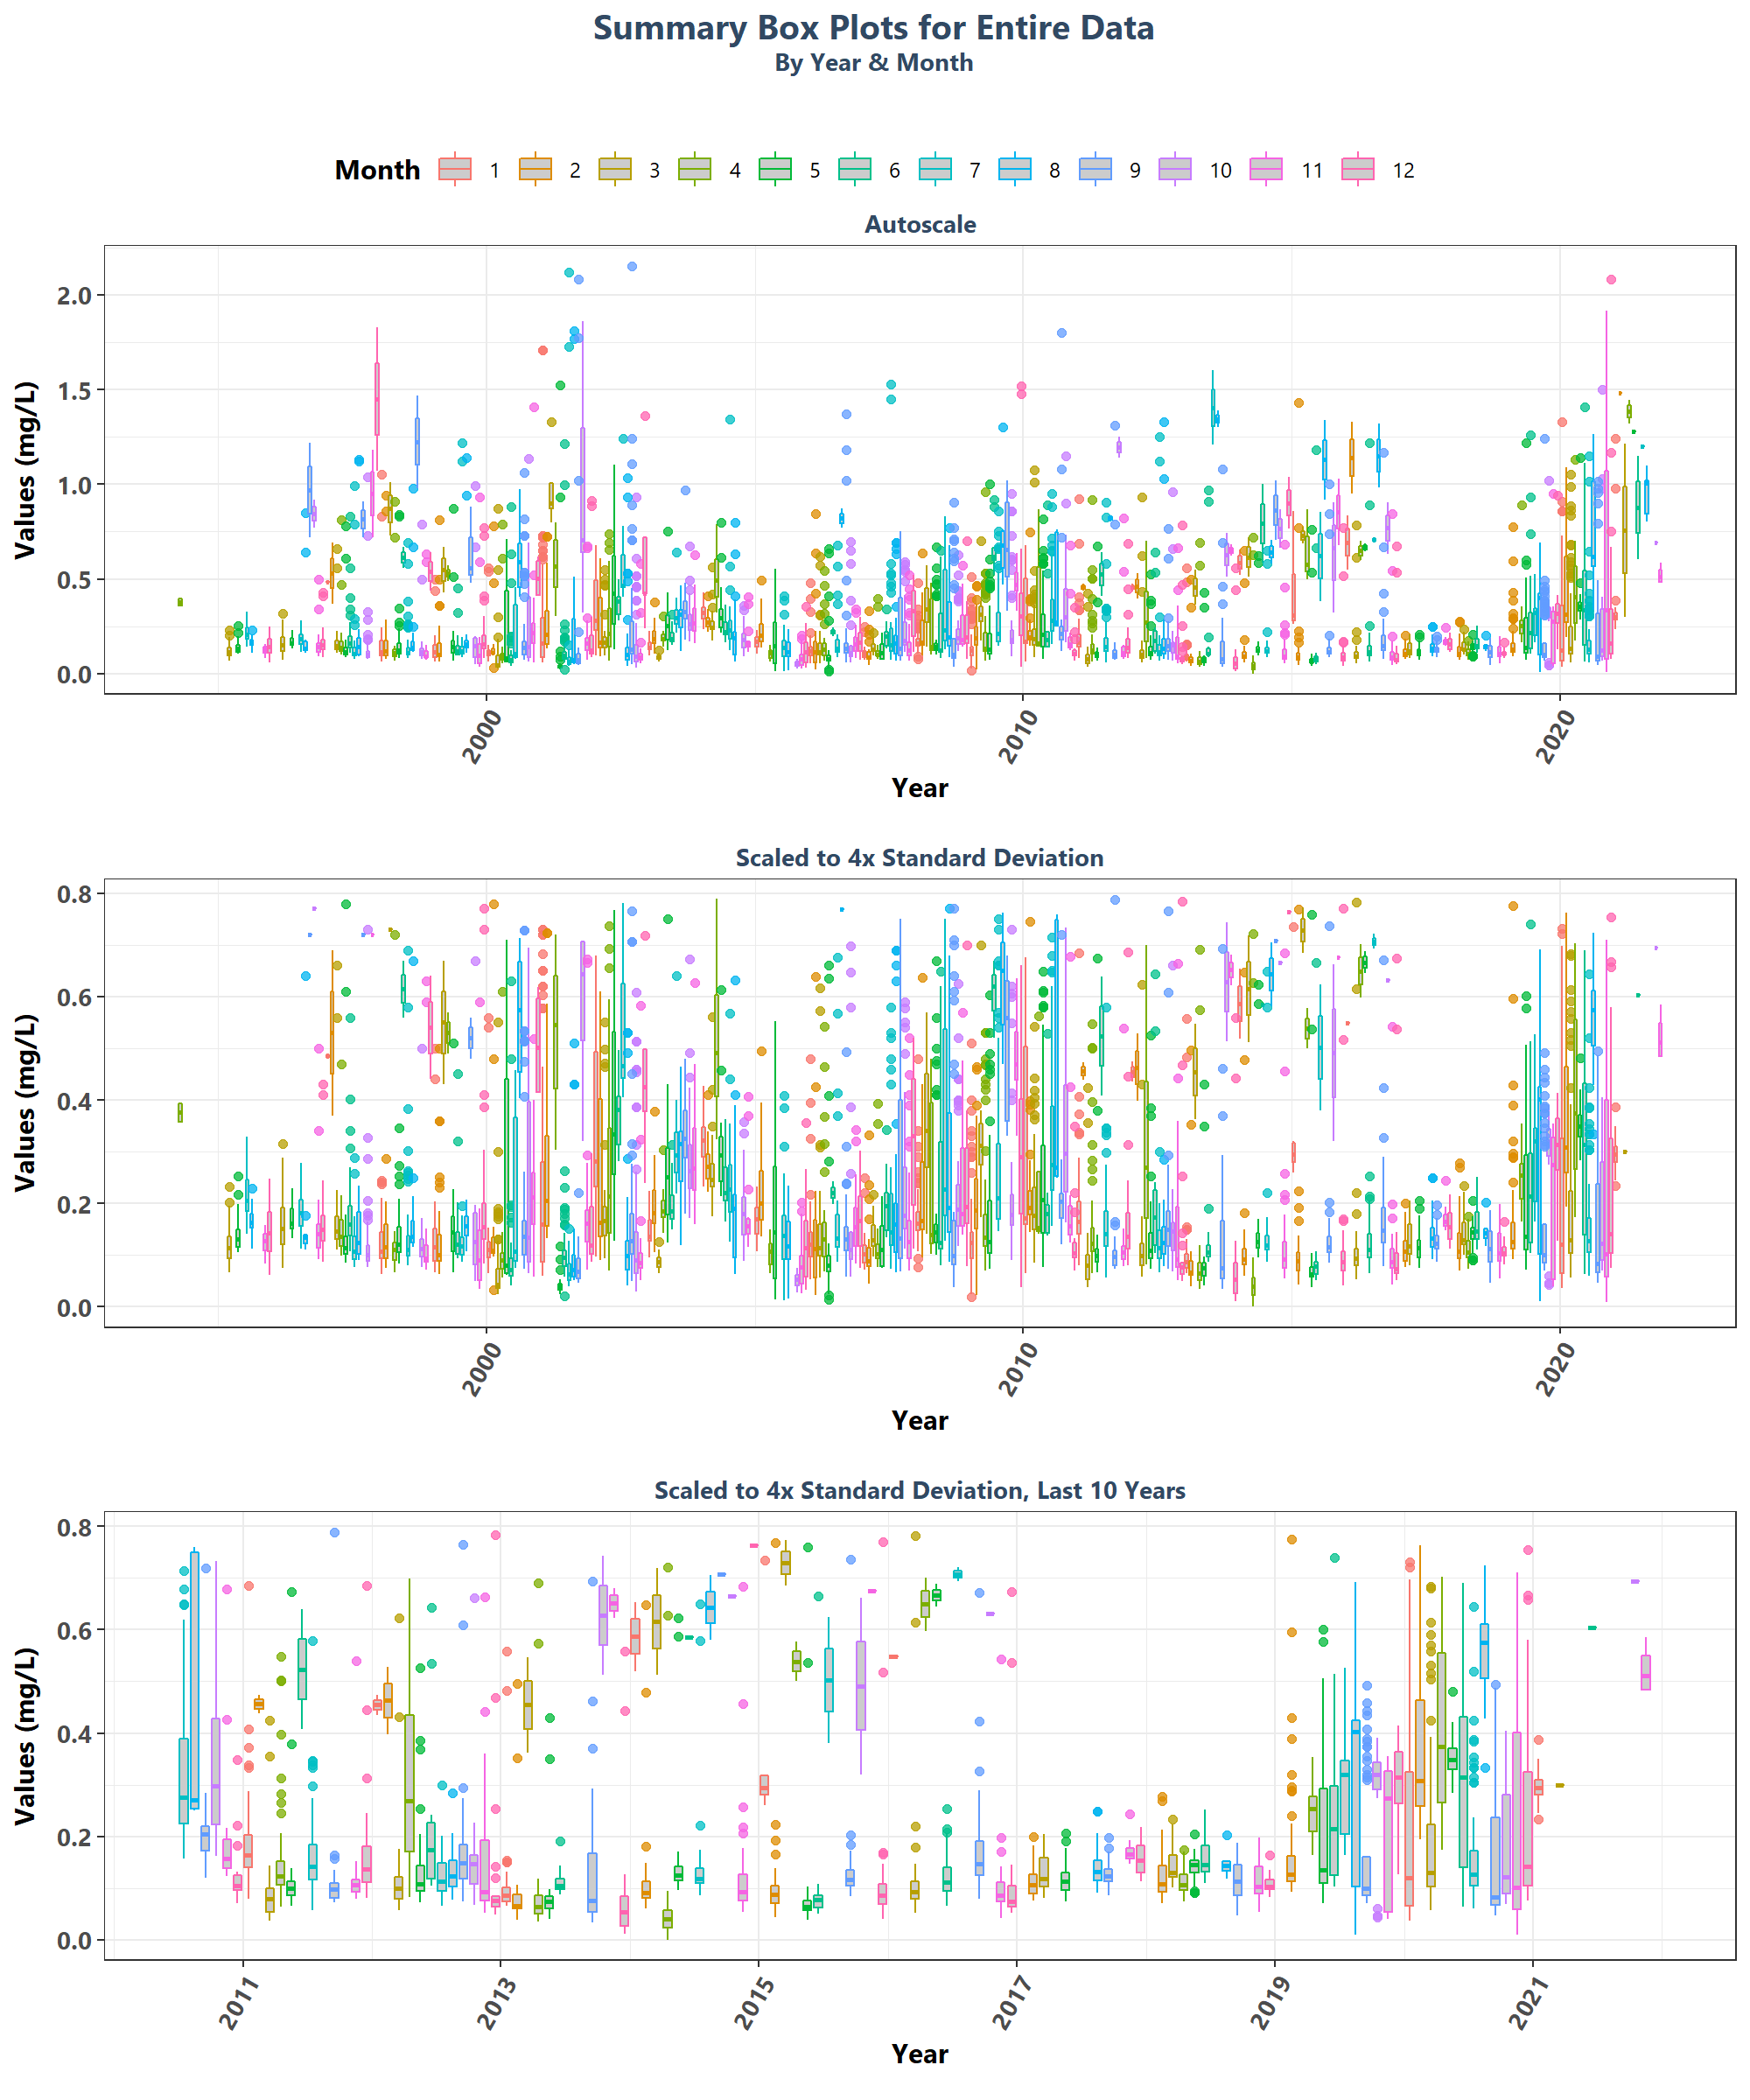 Summary Box Plots for Entire Data
By Year & Month
Month 1 2 3 4 5 6 7 8 9 10 11 12
Autoscale
Values (mg/L)
2.0
1.5
1.0
0.5
0.0
2000 2010 2020
Year
Scaled to 4x Standard Deviation
Values (mg/L)
0.8
0.6
0.4
0.2
0.0
2000 2010 2020
Year
Scaled to 4x Standard Deviation, Last 10 Years
Values (mg/L)
0.8
0.6
0.4
0.2
0.0
2011 2013 2015 2017 2019 2021
Year